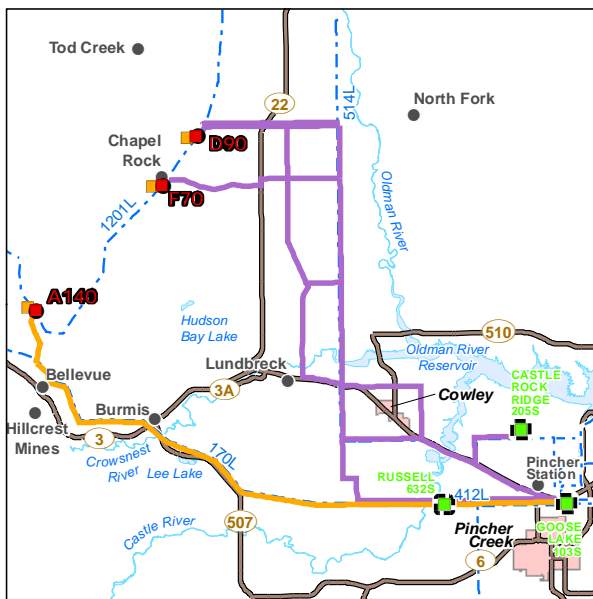 Tod Creek
22
514L
North Fork
D90
Chapel
Rock
F70
1201L
Oldman River
A140
Hudson
Bay Lake
510
Oldman River
Reservoir
Lundbreck
CASTLE
ROCK
RIDGE
205S
Bellevue
3A
Cowley
Burmis
Hillcrest
Mines
3
Crowsnest
River
Lee Lake
170L
RUSSELL
632S
412L
Pincher
Station
Castle River
507
Pincher
Creek
GOOSE
LAKE
103S
6